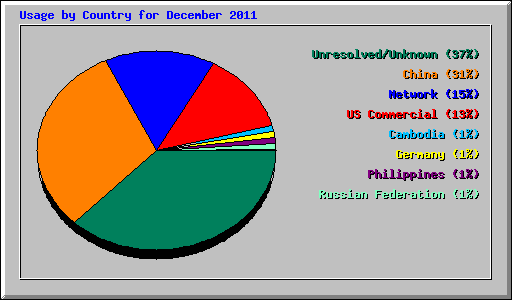 Usage by Country for December 2011
Unresolved/Unknown (37%)
China (31%)
Network (15%)
US Commercial (13%)
Cambodia (1%)
Germany (1%)
Philippines (1%)
Russian Federation (1%)